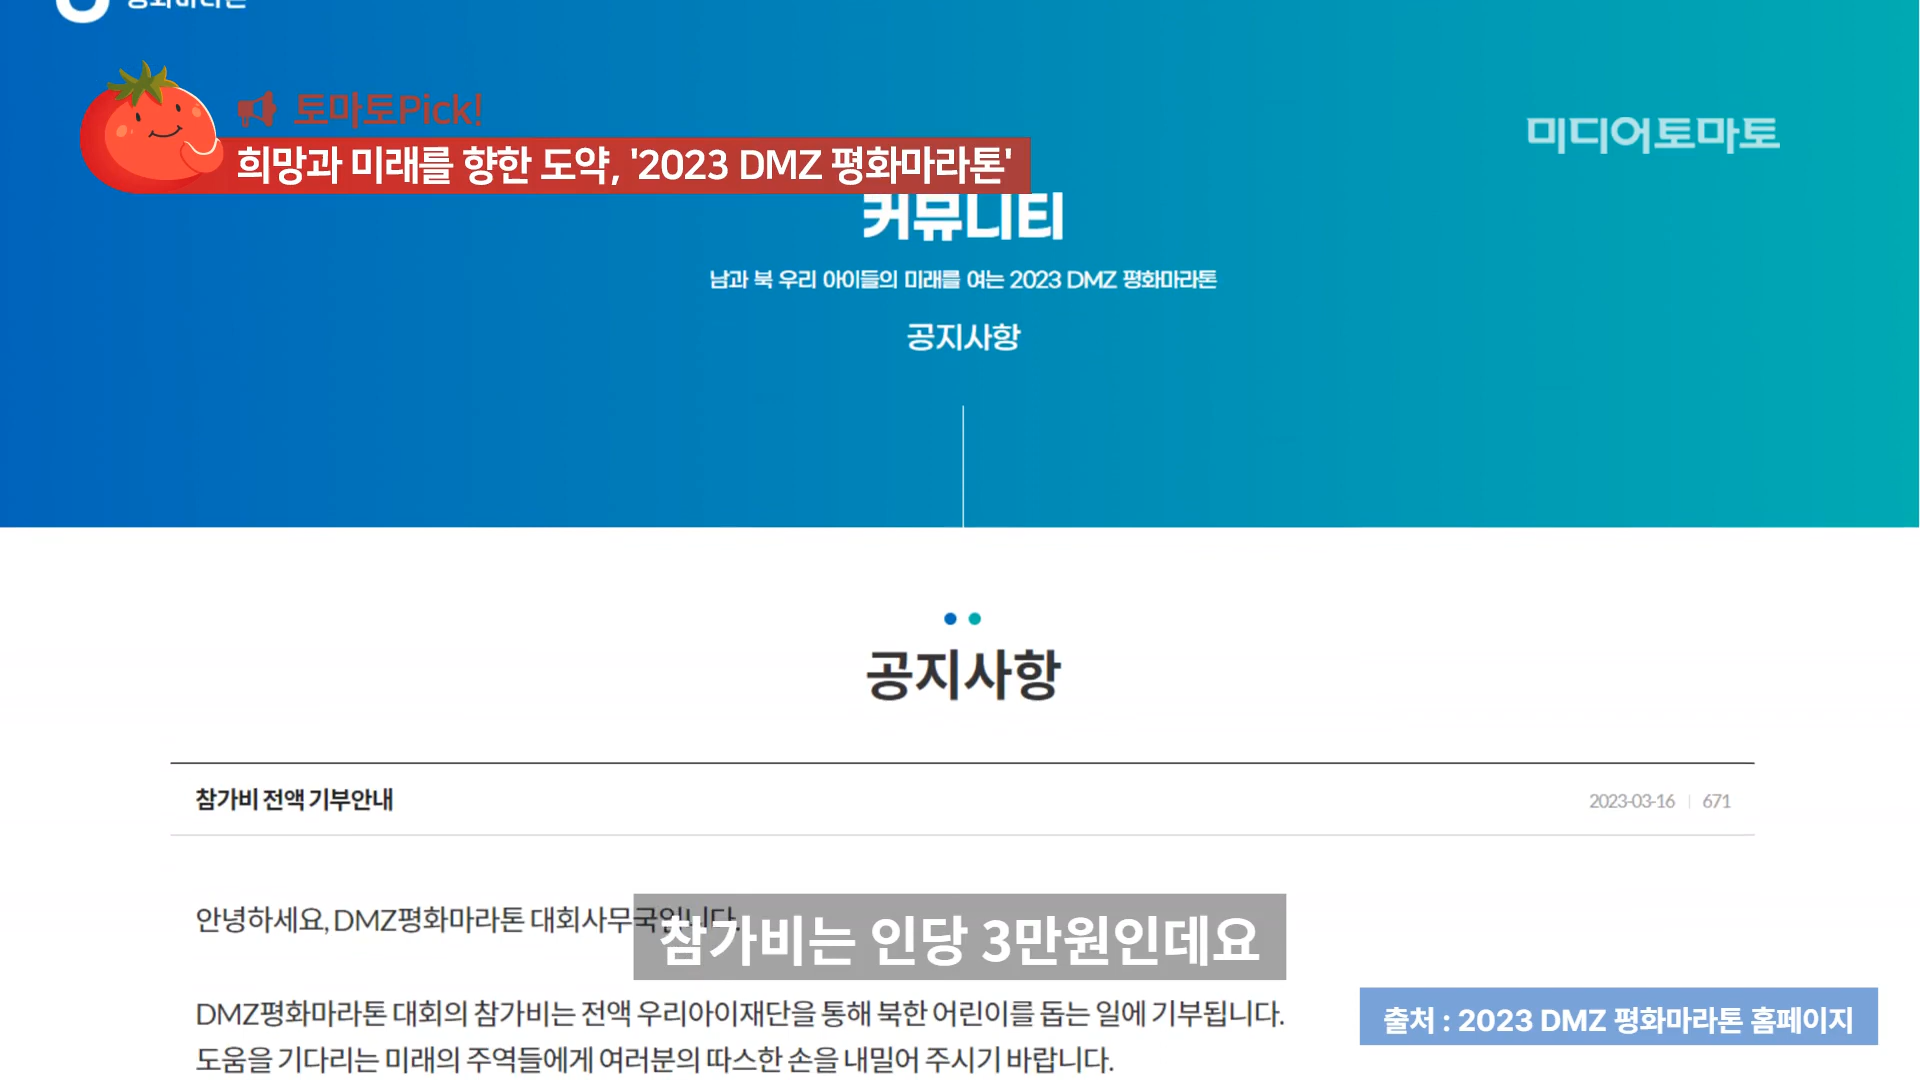 평화마라톤
토마토Pick!
희망과 미래를 향한 도약, '2023 DMZ 평화마라톤'
미디어토마토
커뮤니티
남과 북 우리 아이들의 미래를 여는 2023 DMZ 평화마라톤
공지사항
공지사항
참가비 전액 기부안내
2023-03-16 | 671
안녕하세요, DMZ평화마라톤 대회사무국입니다.
참가비는 인당 3만원인데요
DMZ평화마라톤 대회의 참가비는 전액 우리아이재단을 통해 북한 어린이를 돕는 일에 기부됩니다.
출처 : 2023 DMZ 평화마라톤 홈페이지
도움을 기다리는 미래의 주역들에게 여러분의 따스한 손을 내밀어 주시기 바랍니다.